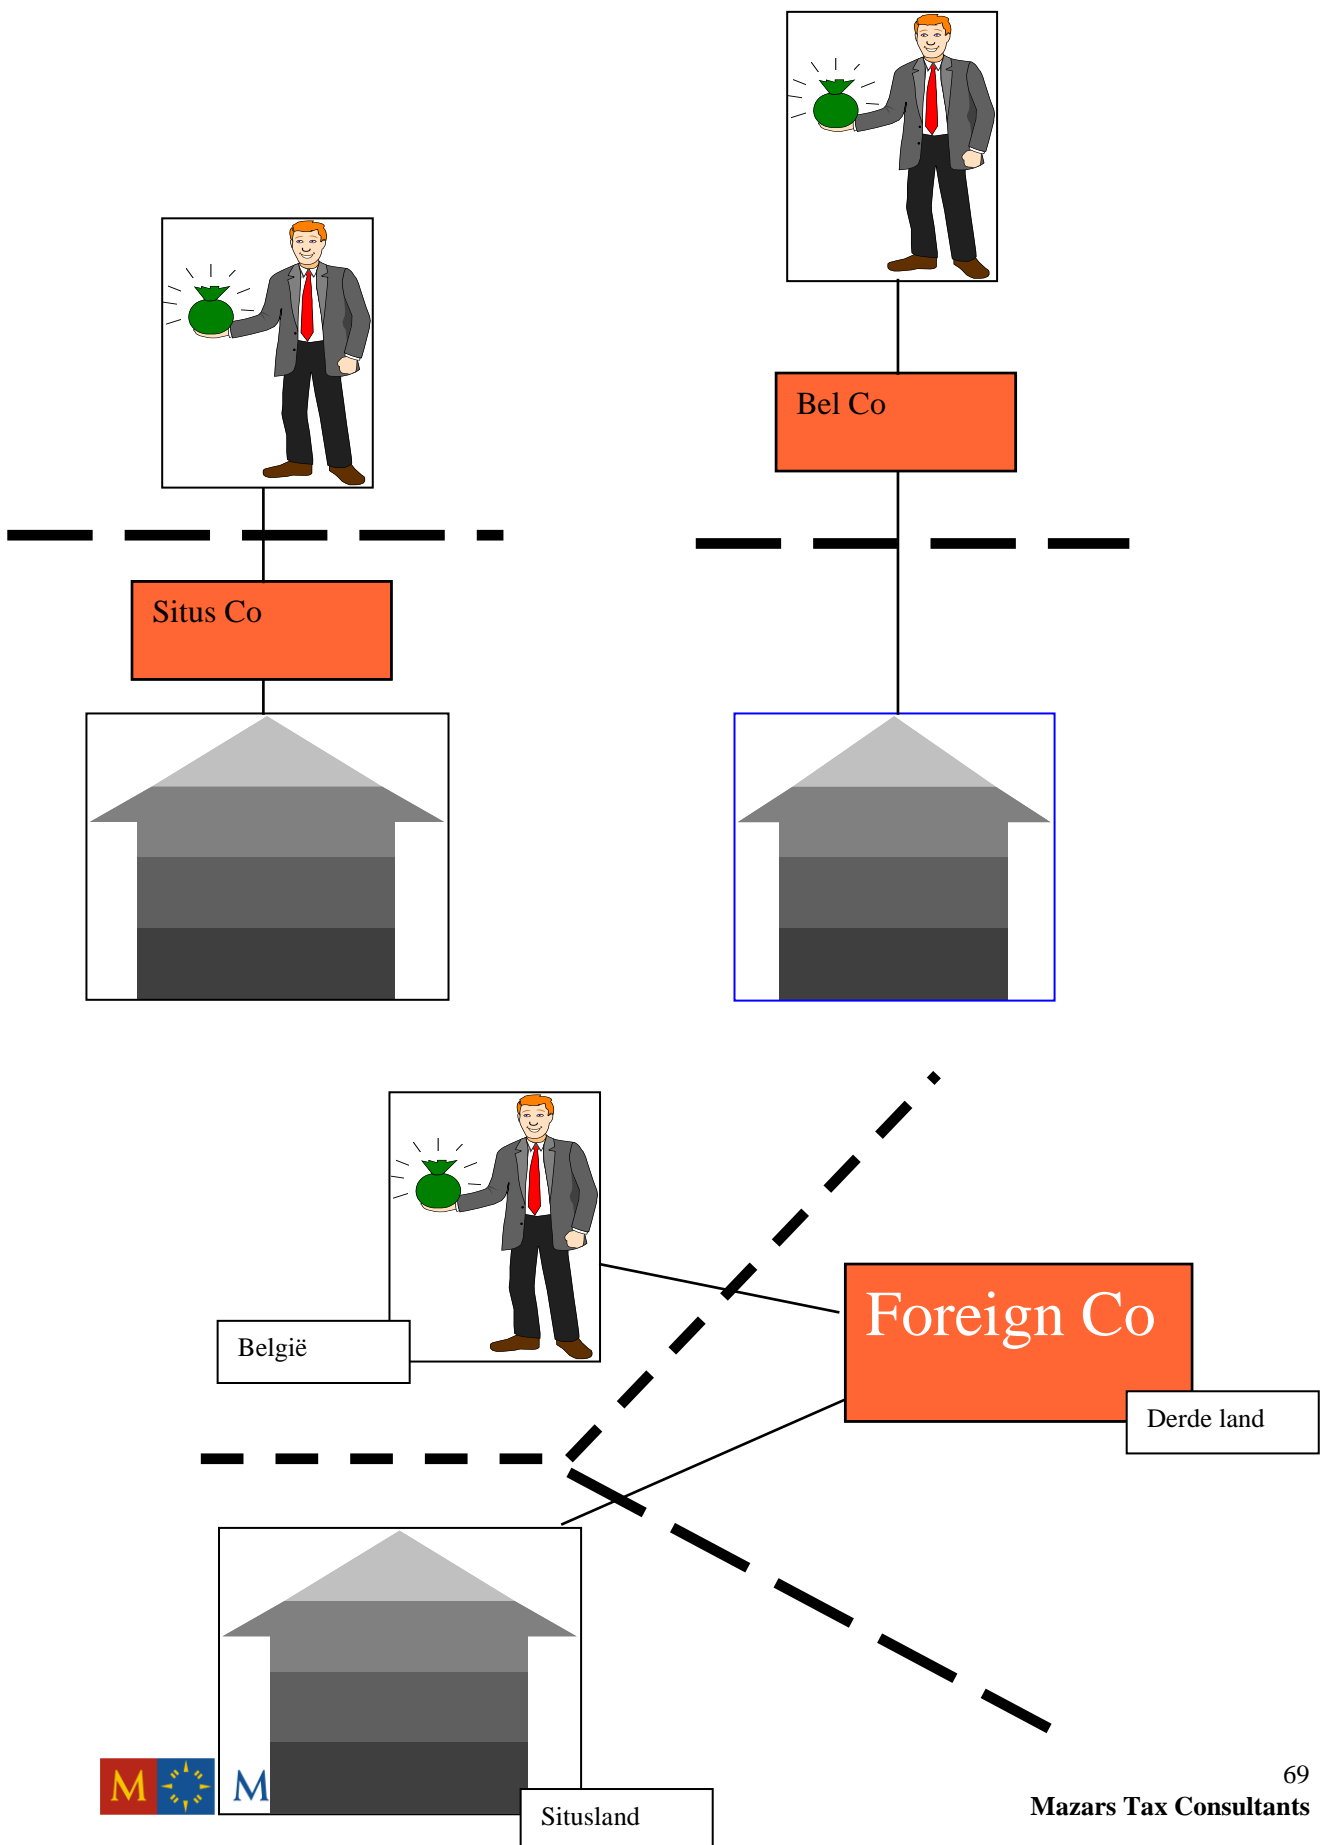 Bel Co
Situs Co
België
Foreign Co
Derde land
M M
Situsland
69
Mazars Tax Consultants